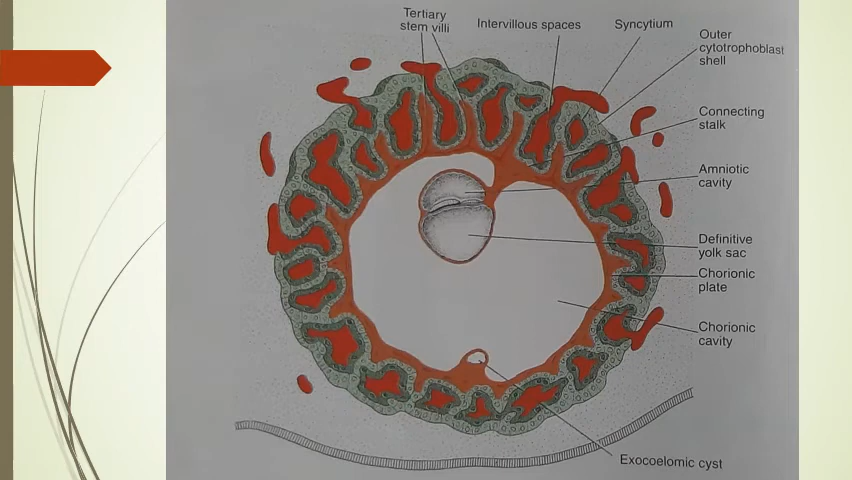 Tertiary
stem villi
Intervillous spaces
Syncytium
Outer
cytotrophoblast
shell
Connecting
stalk
Amniotic
cavity
Definitive
yolk sac
Chorionic
plate
Chorionic
cavity
Exocoelomic cyst